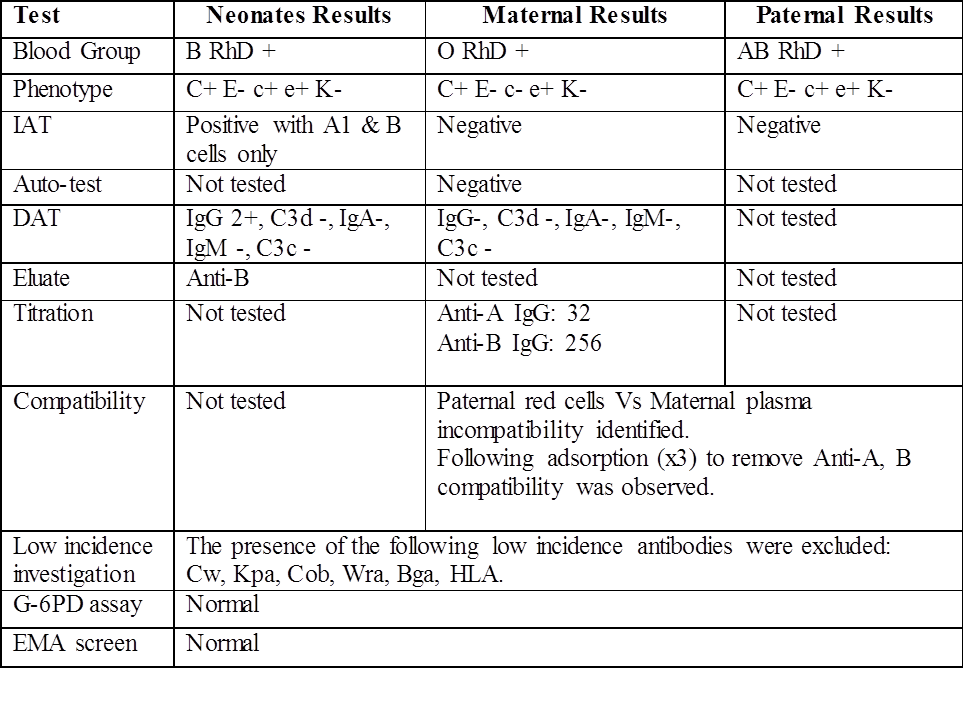 Test Neonates Results Maternal Results Paternal Results
Blood Group B RhD + O RhD + AB RhD +
Phenotype C+ E- c+ e+ K- C+ E- c- e+ K- C+ E- c+ e+ K-
IAT Positive with A1 & B Negative Negative
cells only
Auto-test Not tested Negative Not tested
DAT IgG 2+, C3d -, IgA-, IgG-, C3d -, IgA-, IgM-, Not tested
IgM -, C3c - C3c -
Eluate Anti-B Not tested Not tested
Titration Not tested Anti-A IgG: 32 Not tested
Anti-B IgG: 256
Compatibility Not tested Paternal red cells Vs Maternal plasma
incompatibility identified.
Following adsorption (x3) to remove Anti-A, B
compatibility was observed.
Low incidence The presence of the following low incidence antibodies were excluded:
investigation Cw, Kpa, Cob, Wra, Bga, HLA.
G-6PD assay Normal
EMA screen Normal